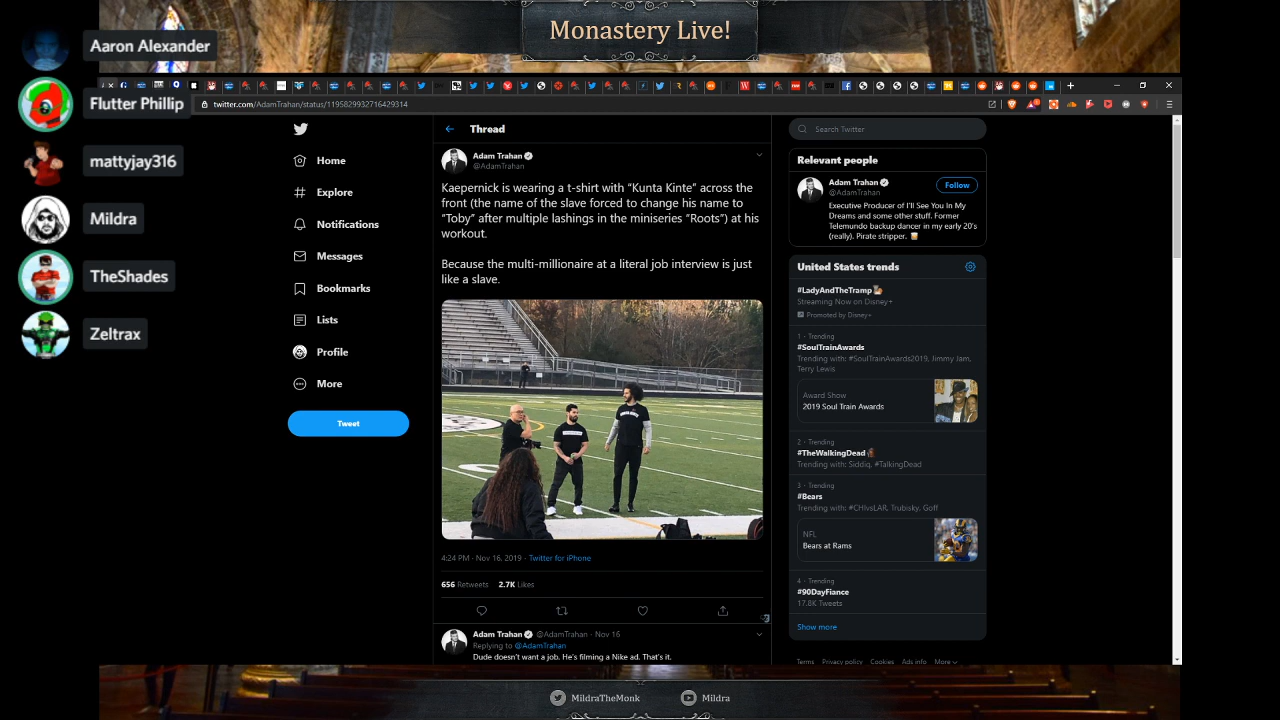 Monastery Live!
Aaron Alexander
Flutter Phillip
mattyjay316
Mildra
TheShades
Zeltrax
twitter.com/AdamTrahan/status/1195829932716429314
Home
Explore
Notifications
Messages
Bookmarks
Lists
Profile
More
Tweet
Thread
Adam Trahan
@AdamTrahan
Kaepernick is wearing a t-shirt with “Kunta Kinte” across the
front (the name of the slave forced to change his name to
“Toby” after multiple lashings in the miniseries “Roots”) at his
workout.
Because the multi-millionaire at a literal job interview is just
like a slave.
4:24 PM · Nov 16, 2019 · Twitter for iPhone
656 Retweets 2.7K Likes
Adam Trahan @AdamTrahan · Nov 16
Replying to @AdamTrahan
Dude doesn't want a job. He's filming a Nike ad. That's it.
Search Twitter
Relevant people
Adam Trahan
@AdamTrahan
Follow
Executive Producer of I'll See You In My
Dreams and some other stuff. Former
Telemundo backup dancer in my early 20's
(really). Pirate stripper.
United States trends
#LadyAndTheTramp
Streaming Now on Disney+
Promoted by Disney+
1 · Trending
#SoulTrainAwards
Trending with: #SoulTrainAwards2019, Jimmy Jam,
Terry Lewis
Award Show
2019 Soul Train Awards
2 · Trending
#TheWalkingDead
Trending with: Siddiq, #TalkingDead
3 · Trending
#Bears
Trending with: #CHIvsLAR, Trubisky, Goff
NFL
Bears at Rams
4 · Trending
#90DayFiance
17.8K Tweets
Show more
Terms Privacy policy Cookies Ads info More
MildraTheMonk
Mildra